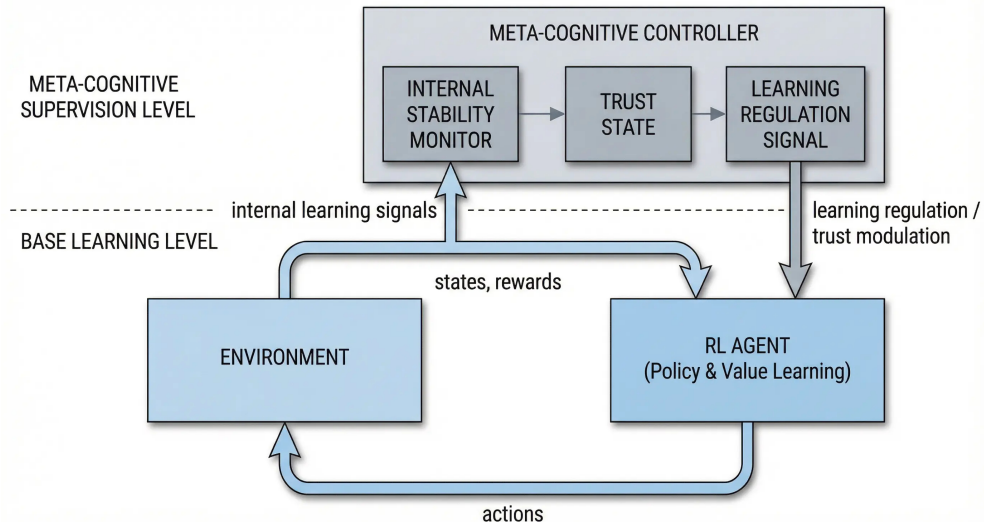 META-COGNITIVE CONTROLLER
META-COGNITIVE
SUPERVISION LEVEL
INTERNAL
STABILITY
MONITOR
TRUST
STATE
LEARNING
REGULATION
SIGNAL
internal learning signals
learning regulation /
trust modulation
BASE LEARNING LEVEL
states, rewards
ENVIRONMENT
RL AGENT
(Policy & Value Learning)
actions